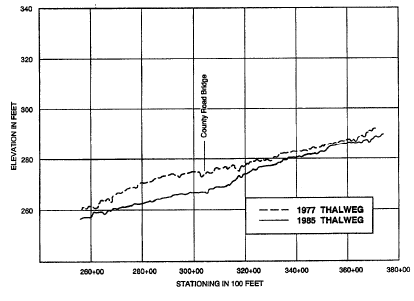 340
320
300
280
260
ELEVATION IN FEET
County Road Bridge
1977 THALWEG
1985 THALWEG
260+00 280+00 300+00 320+00 340+00 360+00 380+00
STATIONING IN 100 FEET